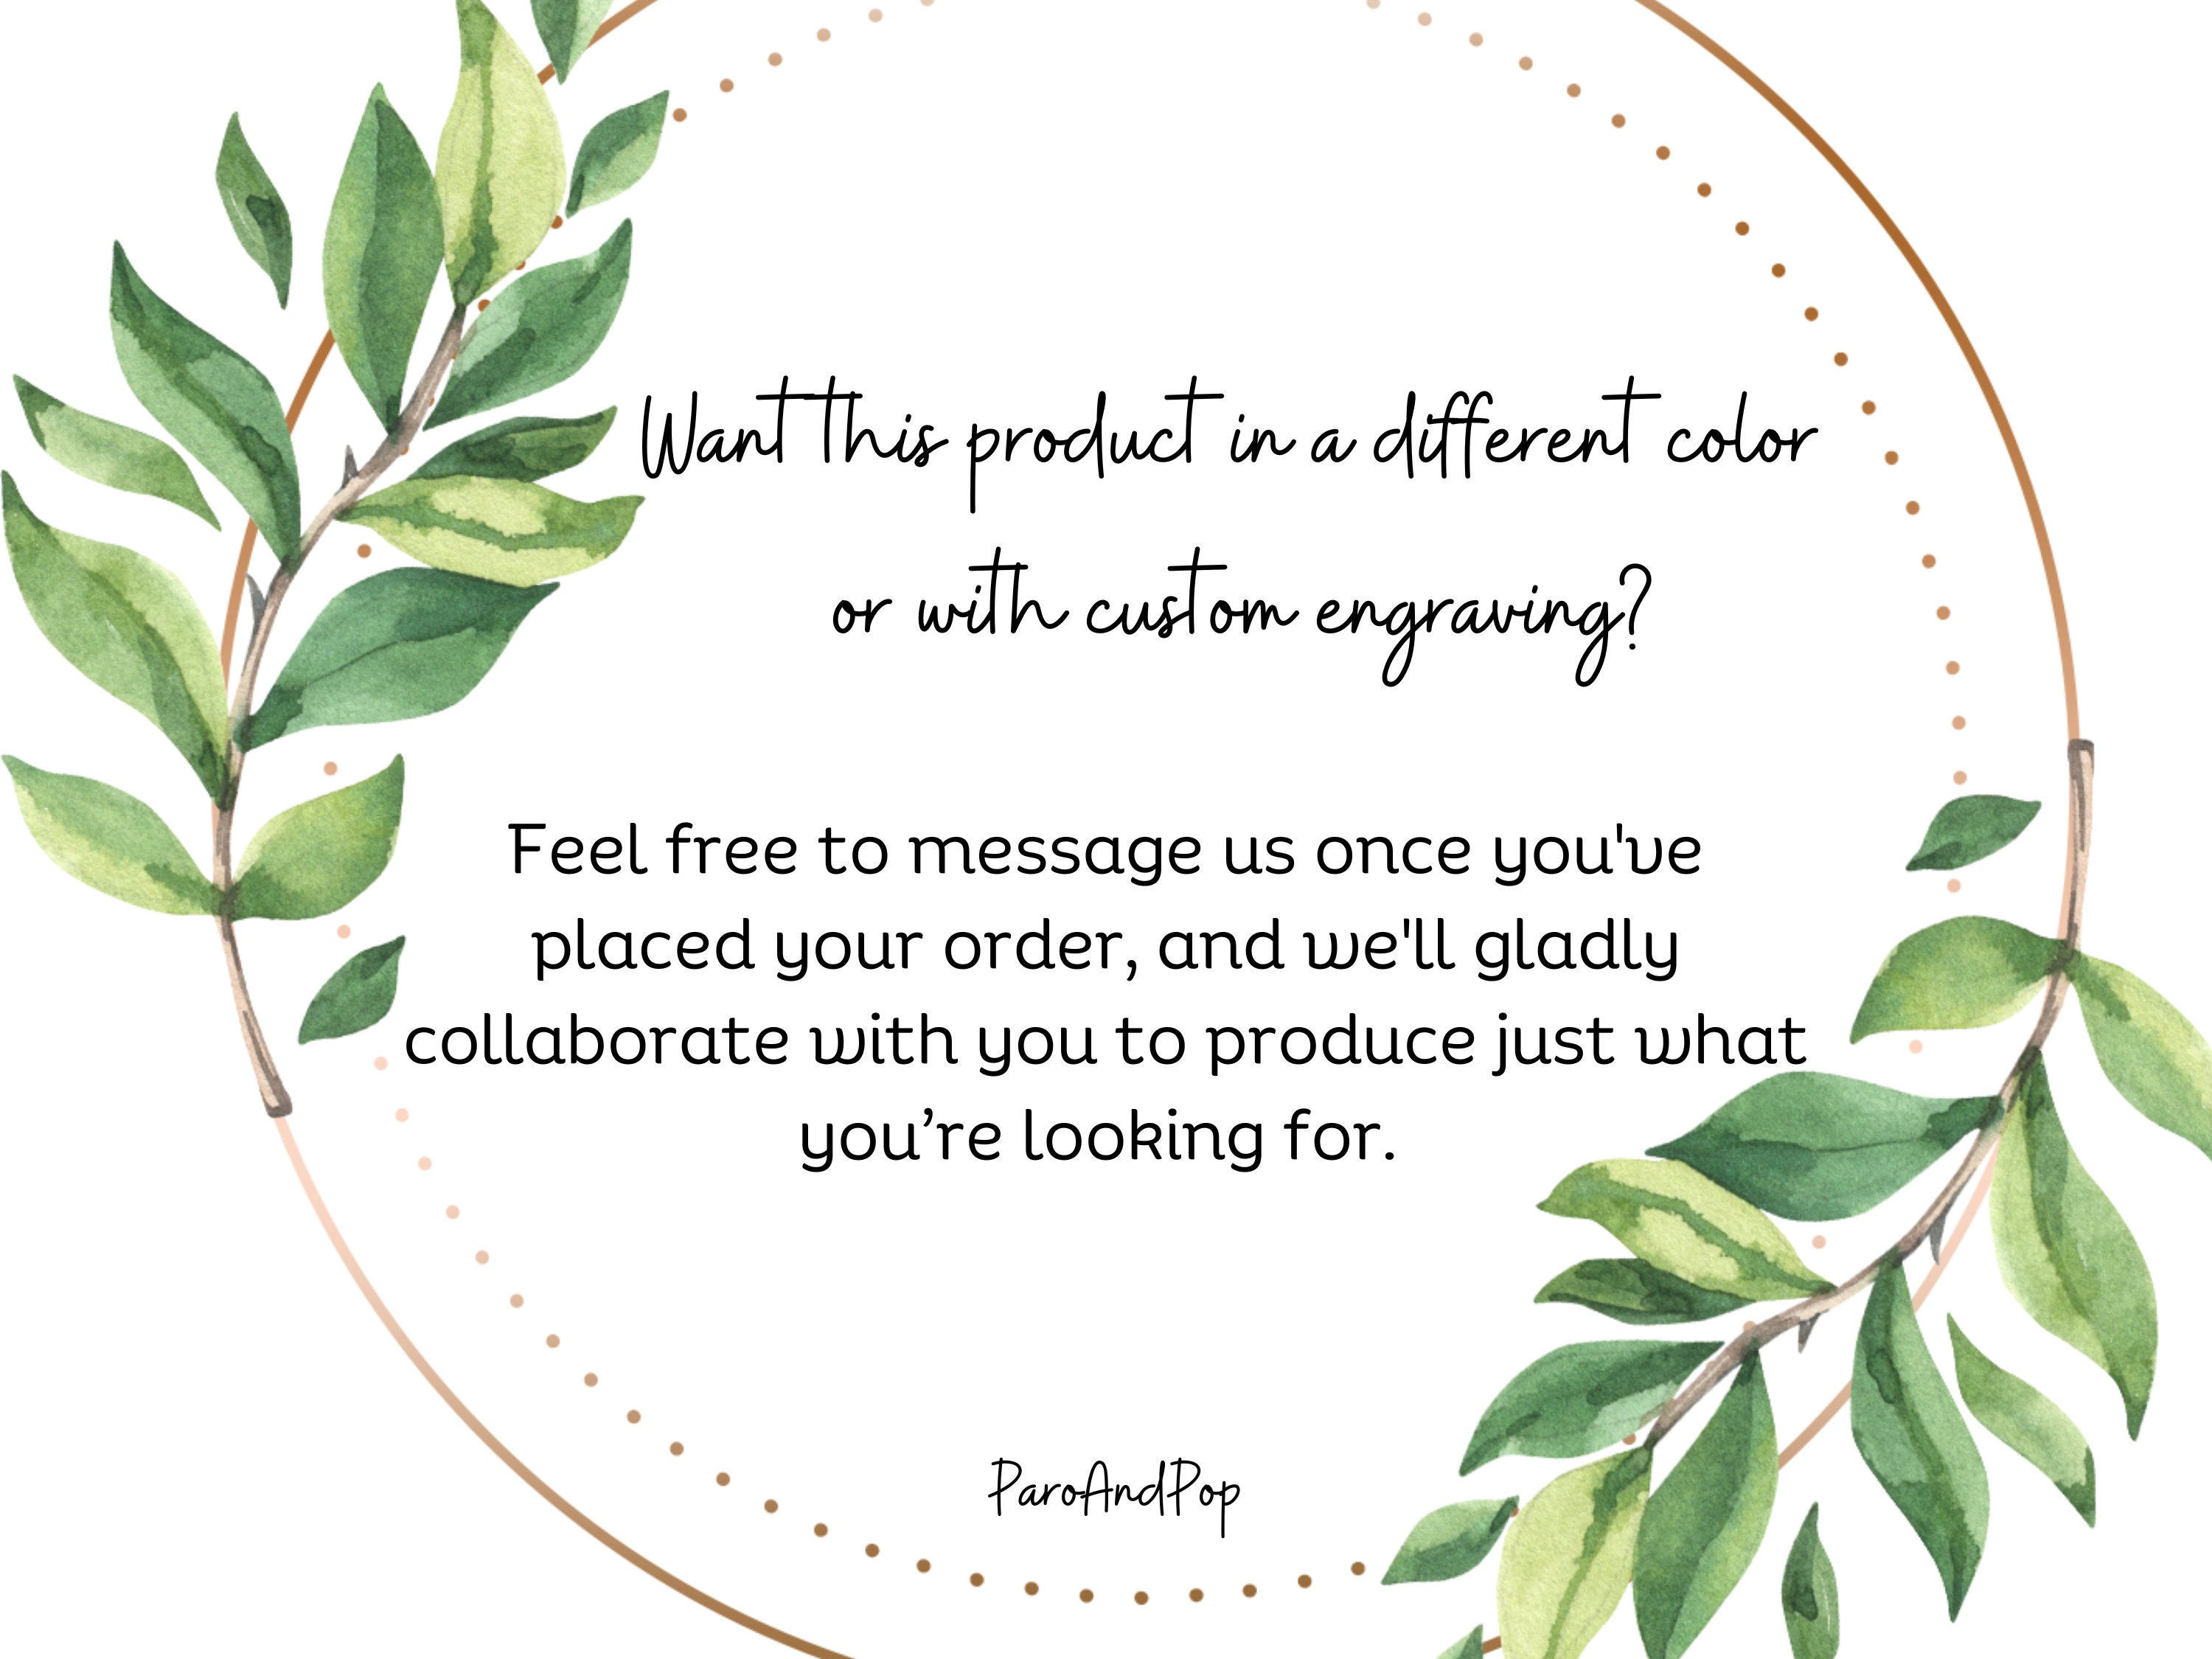 Want this product in a different color
or with custom engraving?
Feel free to message us once you've
placed your order, and we'll gladly
collaborate with you to produce just what
you’re looking for.
ParoAndPop